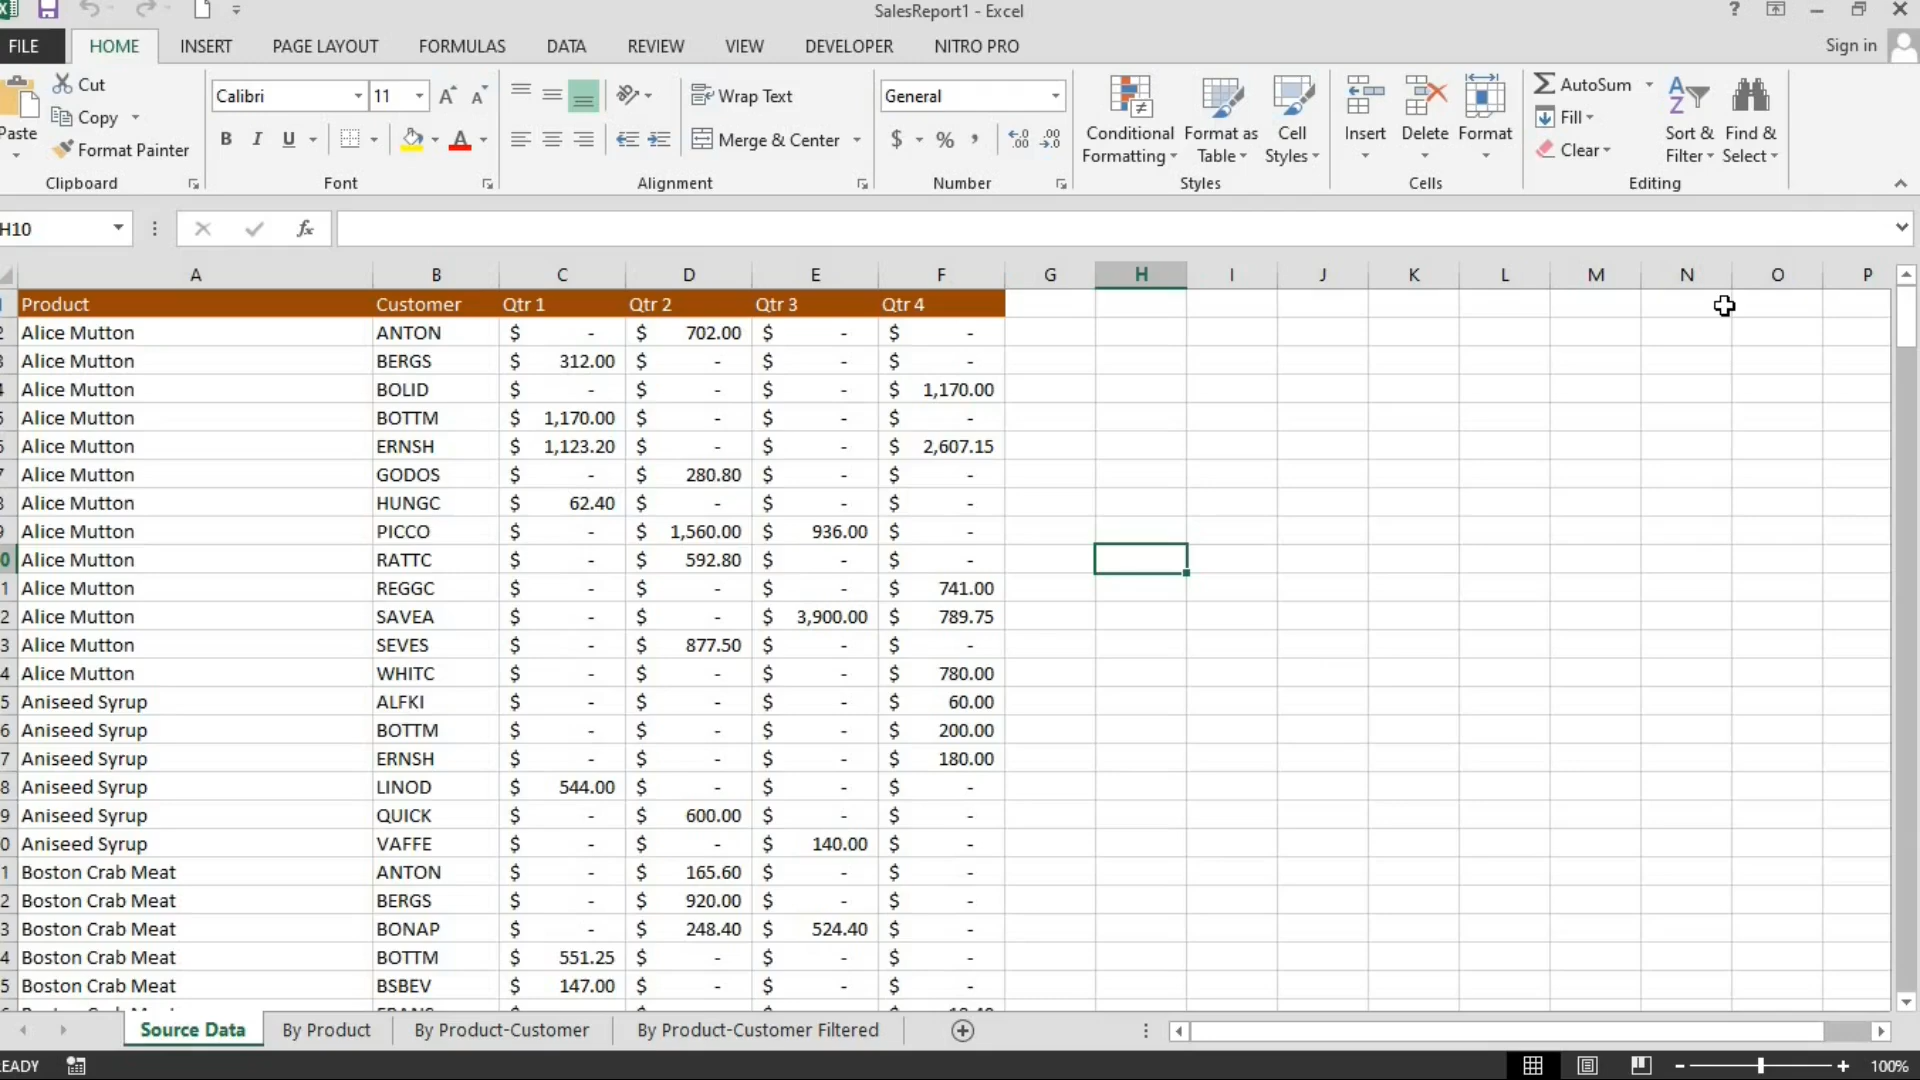 SalesReport1 - Excel
?
FILE HOME INSERT PAGE LAYOUT FORMULAS DATA REVIEW VIEW DEVELOPER NITRO PRO Sign in
Cut
Copy
Format Painter
Paste
Clipboard
Calibri 11
B I U
Font
Wrap Text
Merge & Center
Alignment
General
$ % ,
Number
Conditional Formatting
Format as Table
Cell Styles
Styles
Insert
Delete
Format
Cells
AutoSum
Fill
Clear
Sort & Filter
Find & Select
Editing
H10
fx
A B C D E F G H I J K L M N O P
Product Customer Qtr 1 Qtr 2 Qtr 3 Qtr 4
Alice Mutton ANTON $ - $ 702.00 $ - $ -
Alice Mutton BERGS $ 312.00 $ - $ - $ -
Alice Mutton BOLID $ - $ - $ - $ 1,170.00
Alice Mutton BOTTM $ 1,170.00 $ - $ - $ -
Alice Mutton ERNSH $ 1,123.20 $ - $ - $ 2,607.15
Alice Mutton GODOS $ - $ 280.80 $ - $ -
Alice Mutton HUNGC $ 62.40 $ - $ - $ -
Alice Mutton PICCO $ - $ 1,560.00 $ 936.00 $ -
Alice Mutton RATTC $ - $ 592.80 $ - $ -
Alice Mutton REGGC $ - $ - $ - $ 741.00
Alice Mutton SAVEA $ - $ - $ 3,900.00 $ 789.75
Alice Mutton SEVES $ - $ 877.50 $ - $ -
Alice Mutton WHITC $ - $ - $ - $ 780.00
Aniseed Syrup ALFKI $ - $ - $ - $ 60.00
Aniseed Syrup BOTTM $ - $ - $ - $ 200.00
Aniseed Syrup ERNSH $ - $ - $ - $ 180.00
Aniseed Syrup LINOD $ 544.00 $ - $ - $ -
Aniseed Syrup QUICK $ - $ 600.00 $ - $ -
Aniseed Syrup VAFFE $ - $ - $ 140.00 $ -
Boston Crab Meat ANTON $ - $ 165.60 $ - $ -
Boston Crab Meat BERGS $ - $ 920.00 $ - $ -
Boston Crab Meat BONAP $ - $ 248.40 $ 524.40 $ -
Boston Crab Meat BOTTM $ 551.25 $ - $ - $ -
Boston Crab Meat BSBEV $ 147.00 $ - $ - $ -
Source Data By Product By Product-Customer By Product-Customer Filtered
EADY 100%